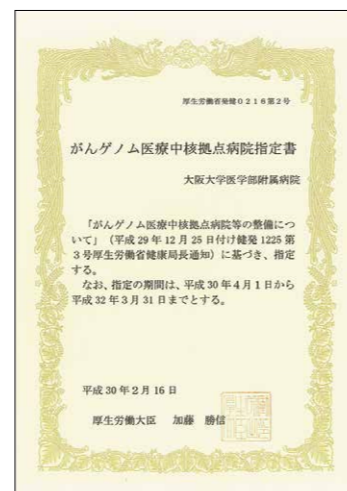 厚生労働省発健0216第2号
がんゲノム医療中核拠点病院指定書
大阪大学医学部附属病院
「がんゲノム医療中核拠点病院等の整備につ
いて」（平成29年12月25日付け健発1225第
3号厚生労働省健康局長通知）に基づき、指定
する。
なお、指定の期間は、平成30年4月1日から
平成32年3月31日までとする。
平成30年2月16日
厚生労働大臣　加藤　勝信